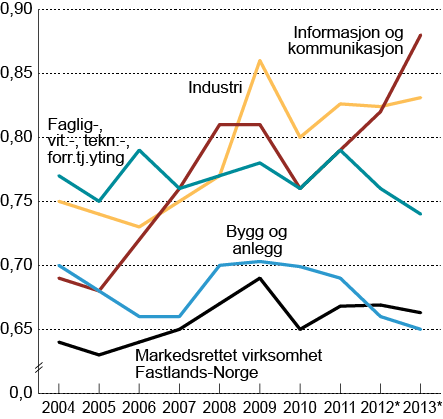 0,90
Informasjon og
kommunikasjon
0,85
Industri
Faglig-,
vit.-, tekn.-,
forr.tj.yting
0,80
0,75
Bygg og
anlegg
0,70
0,65
Markedsrettet virksomhet
Fastlands-Norge
0,0
2004 2005 2006 2007 2008 2009 2010 2011 2012* 2013*